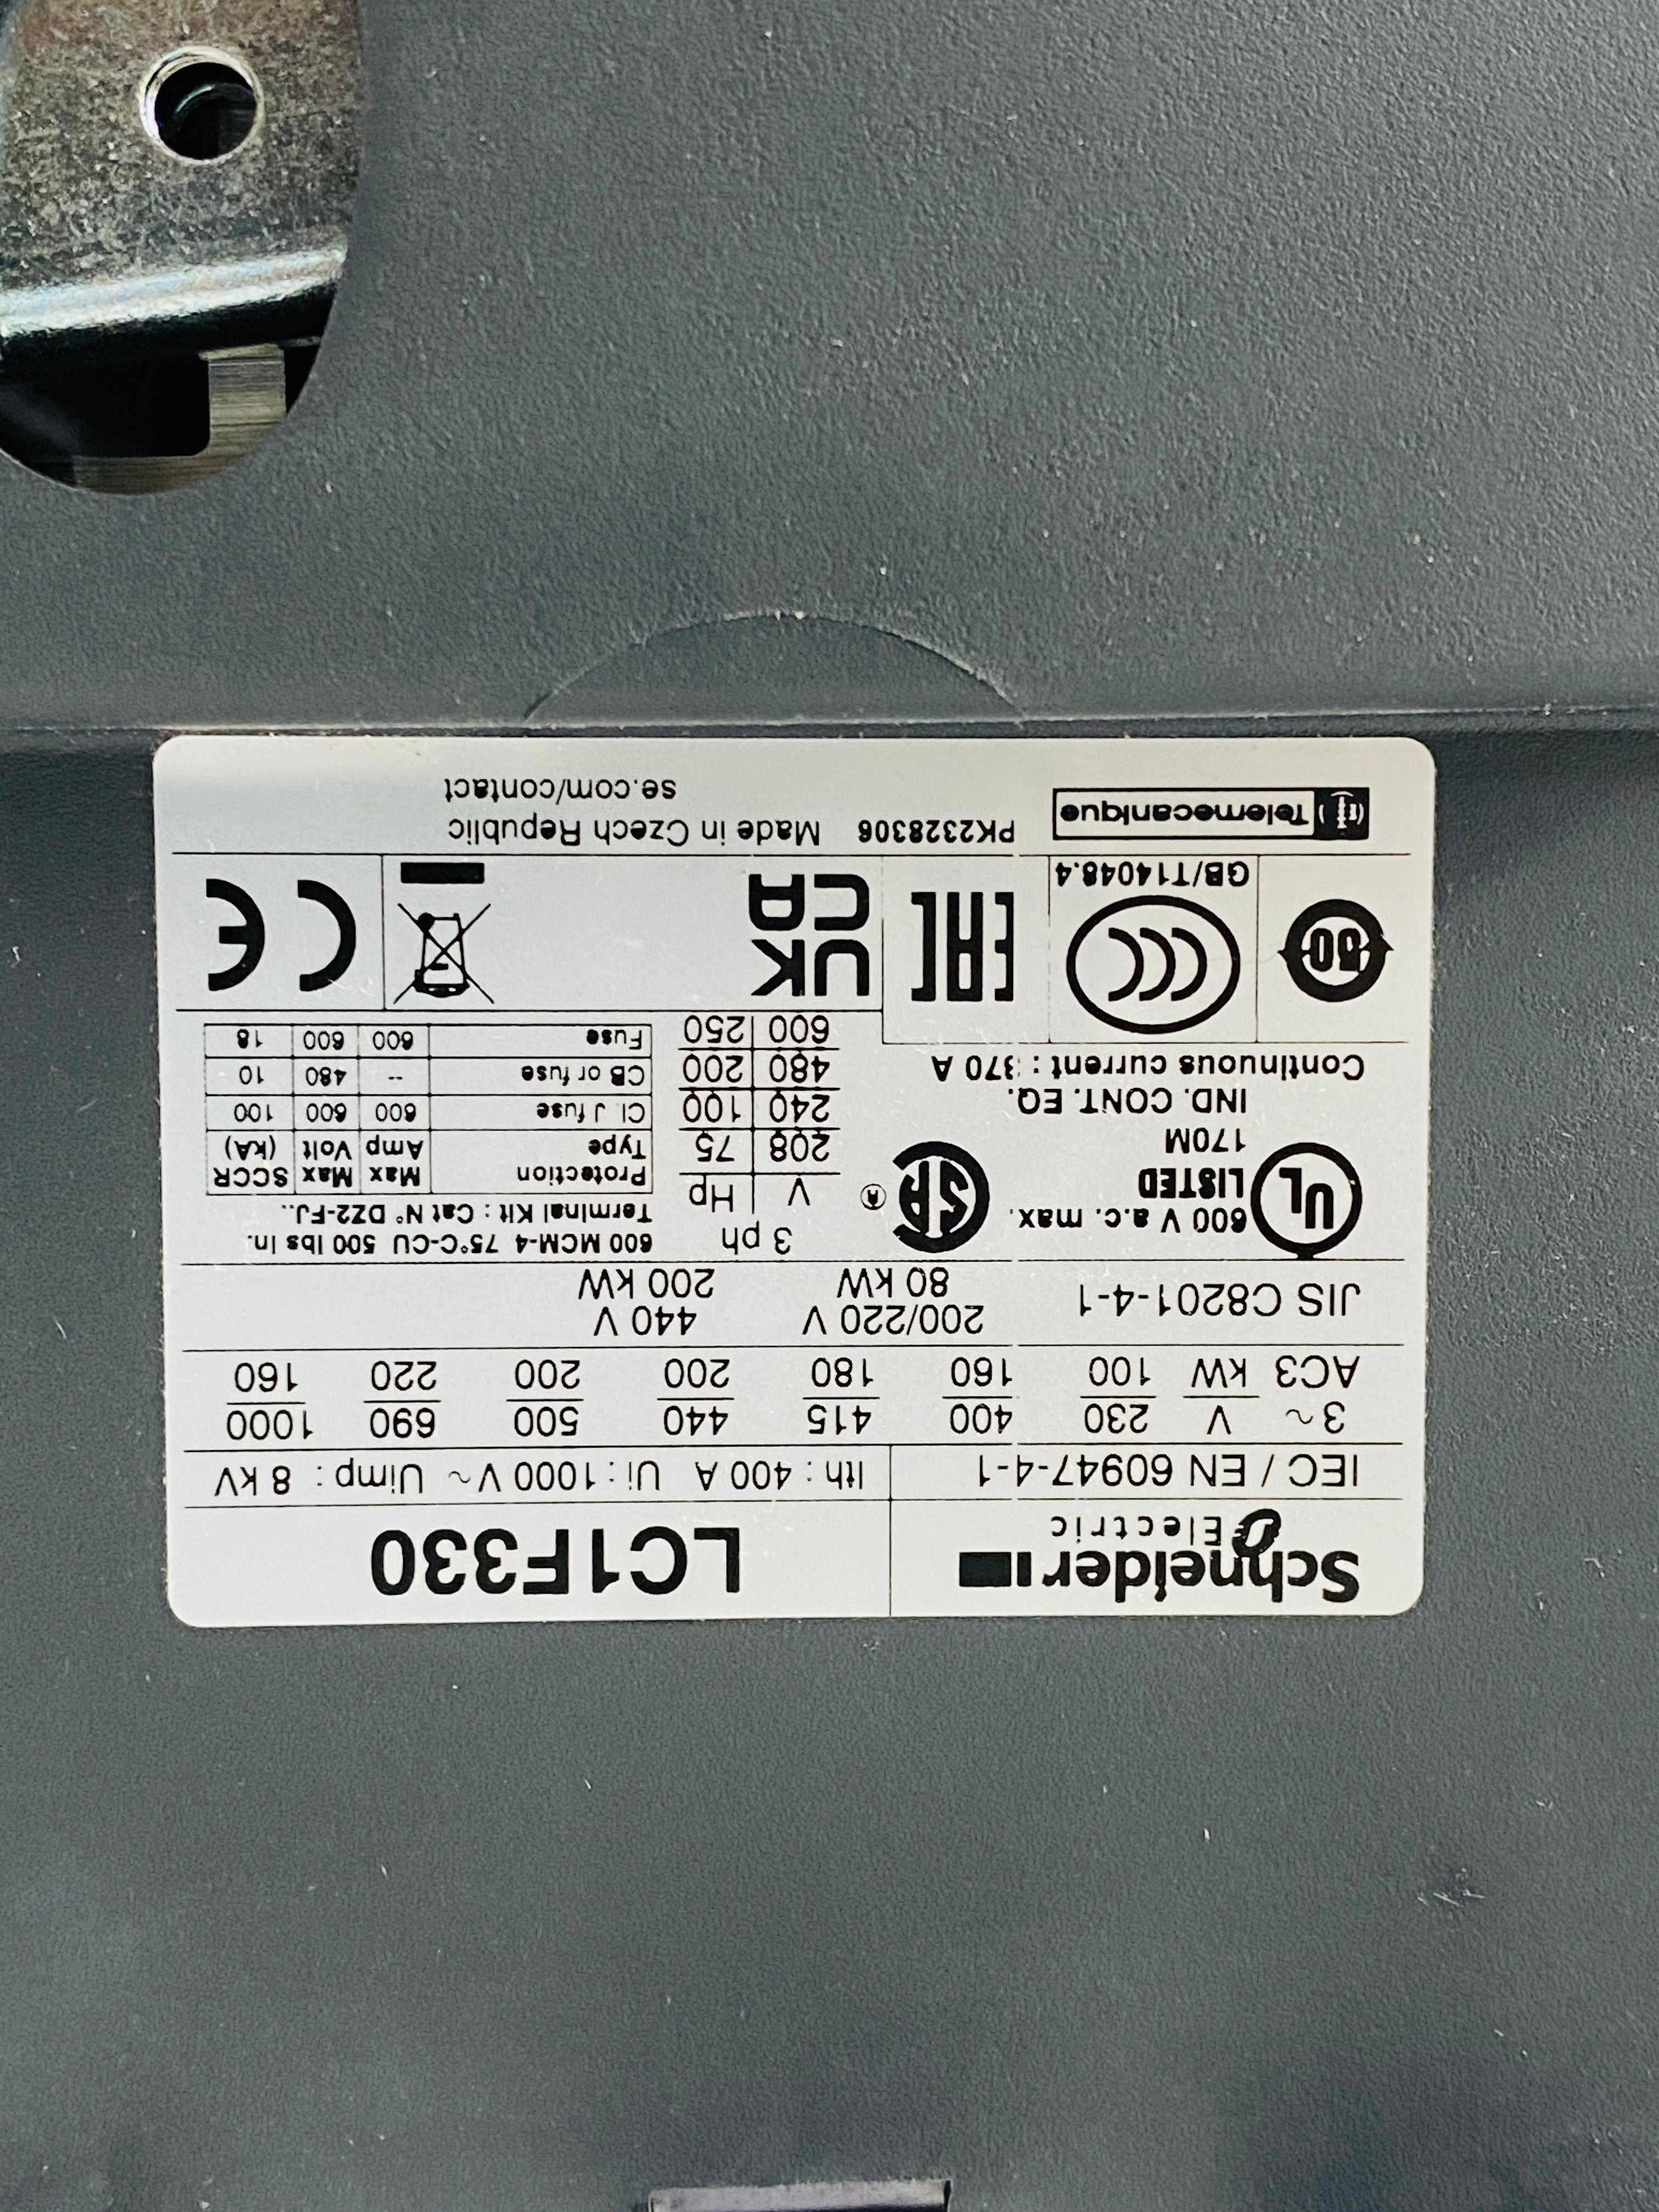 Schneider
Electric
LC1F330
IEC / EN 60947-4-1
Ith : 400 A Ui : 1000 V ~ Uimp : 8 kV
3 ~ V 230 400 415 440 500 690 1000
AC3 kW 100 160 180 200 200 220 160
JIS C8201-4-1
200/220 V 440 V
80 kW 200 kW
UL
600 V a.c. max.
LISTED
170M
IND. CONT. EQ.
Continuous current : 370 A
SA ®
3 ph
V Hp
208 75
240 100
480 200
600 250
600 MCM-4 75°C-CU 500 lbs in.
Terminal Kit : Cat N° DZ2-FJ..
Protection Max Max SCCR
Type Amp Volt (kA)
Cl. J fuse 600 600 100
CB or fuse -- 480 10
Fuse 600 600 18
50
CCC
GB/T14048.4
EAC
UK
CA
CE
Telemecanique
PK2328306 Made in Czech Republic
se.com/contact